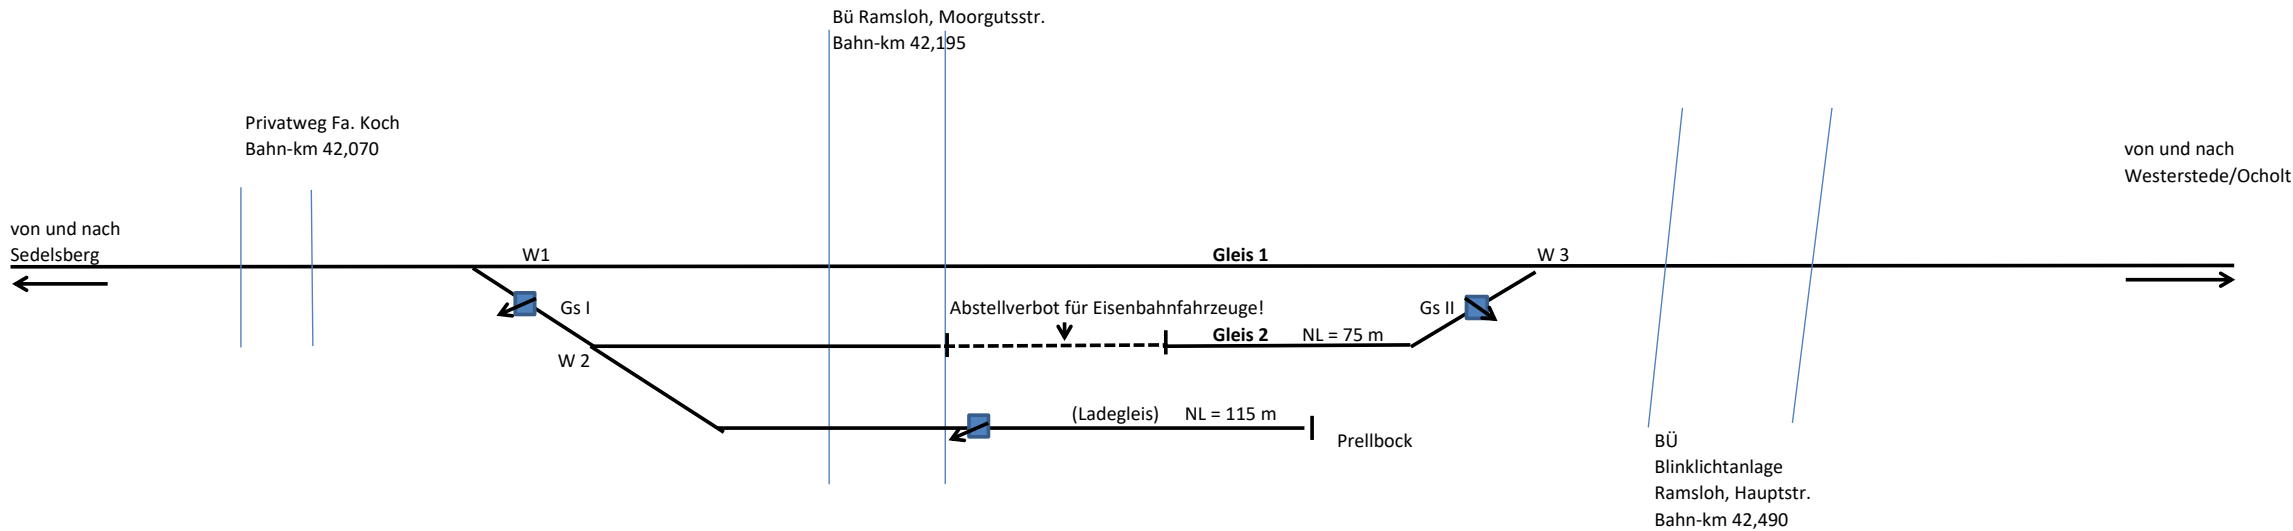 Bü Ramsloh, Moorgutsstr.
Bahn-km 42,195
Privatweg Fa. Koch
Bahn-km 42,070
von und nach
Westerstede/Ocholt
von und nach
Sedelsberg
W1
Gleis 1
W 3
Gs I
Abstellverbot für Eisenbahnfahrzeuge!
Gs II
Gleis 2
NL = 75 m
W 2
(Ladegleis)
NL = 115 m
Prellbock
BÜ
Blinklichtanlage
Ramsloh, Hauptstr.
Bahn-km 42,490